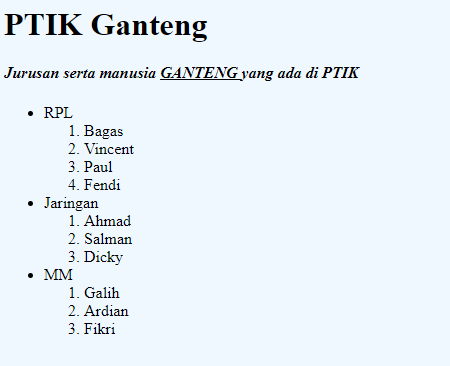 PTIK Ganteng
Jurusan serta manusia GANTENG yang ada di PTIK
• RPL
1. Bagas
2. Vincent
3. Paul
4. Fendi
• Jaringan
1. Ahmad
2. Salman
3. Dicky
• MM
1. Galih
2. Ardian
3. Fikri